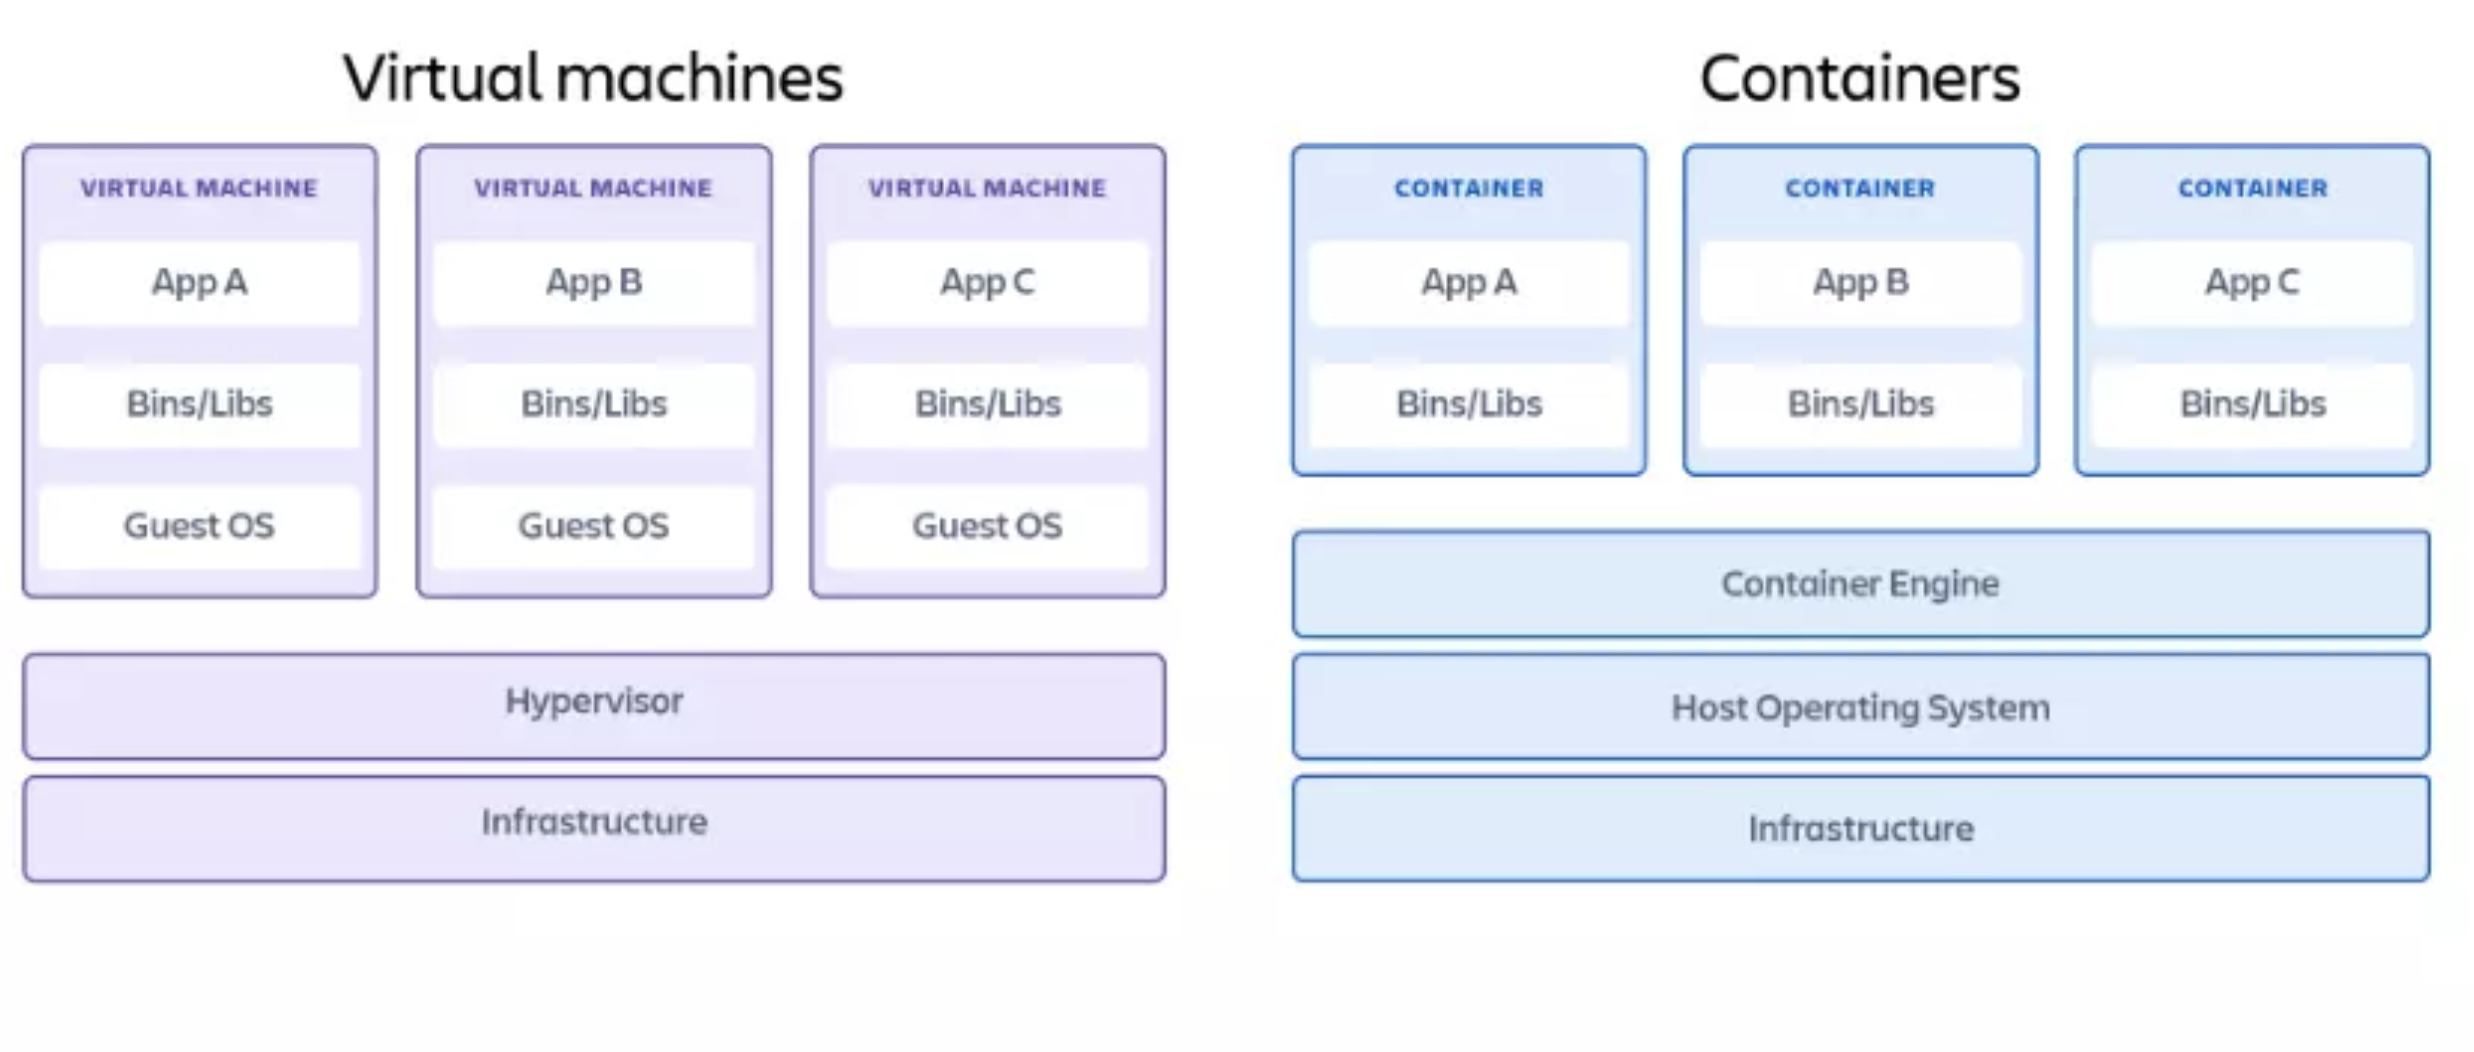 Virtual machines
VIRTUAL MACHINE
App A
Bins/Libs
Guest OS
VIRTUAL MACHINE
App B
Bins/Libs
Guest OS
VIRTUAL MACHINE
App C
Bins/Libs
Guest OS
Hypervisor
Infrastructure
Containers
CONTAINER
App A
Bins/Libs
CONTAINER
App B
Bins/Libs
CONTAINER
App C
Bins/Libs
Container Engine
Host Operating System
Infrastructure